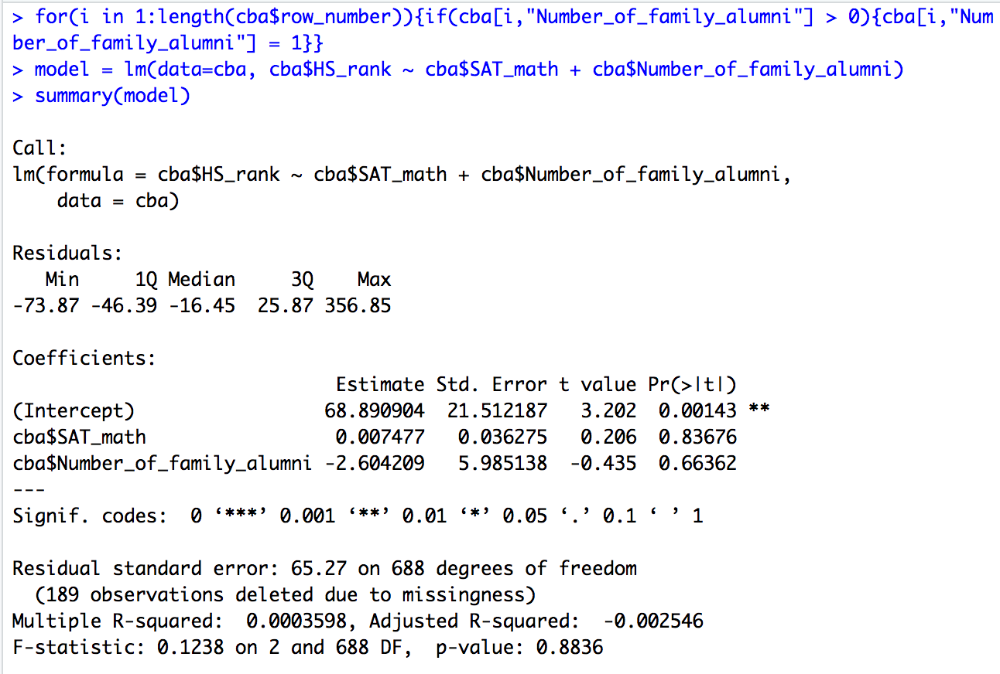 > for(i in 1:length(cba$row_number)){if(cba[i,"Number_of_family_alumni"] > 0){cba[i,"Num
ber_of_family_alumni"] = 1}}
> model = lm(data=cba, cba$HS_rank ~ cba$SAT_math + cba$Number_of_family_alumni)
> summary(model)

Call:
lm(formula = cba$HS_rank ~ cba$SAT_math + cba$Number_of_family_alumni,
    data = cba)

Residuals:
   Min     1Q Median     3Q    Max
-73.87 -46.39 -16.45  25.87 356.85

Coefficients:
                             Estimate Std. Error t value Pr(>|t|)
(Intercept)                 68.890904  21.512187   3.202  0.00143 **
cba$SAT_math                 0.007477   0.036275   0.206  0.83676
cba$Number_of_family_alumni -2.604209   5.985138  -0.435  0.66362
---
Signif. codes:  0 ‘***’ 0.001 ‘**’ 0.01 ‘*’ 0.05 ‘.’ 0.1 ‘ ’ 1

Residual standard error: 65.27 on 688 degrees of freedom
  (189 observations deleted due to missingness)
Multiple R-squared:  0.0003598, Adjusted R-squared:  -0.002546
F-statistic: 0.1238 on 2 and 688 DF,  p-value: 0.8836